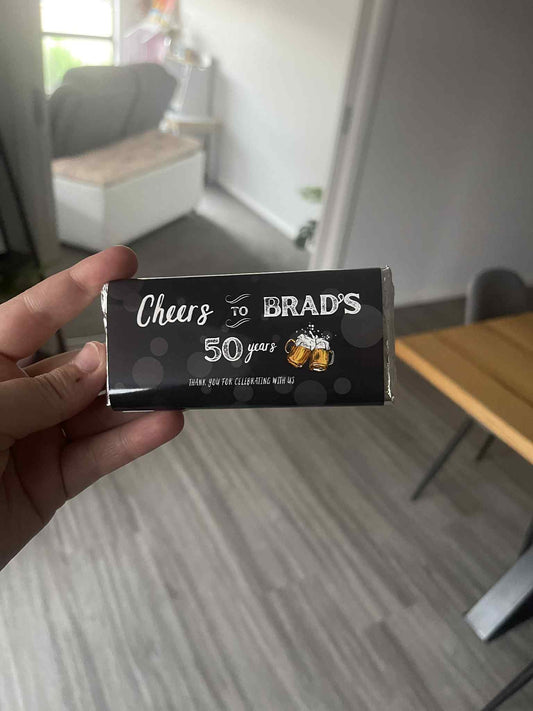 Cheers TO BRAD'S
50 years
THANK YOU FOR CELEBRATING WITH US